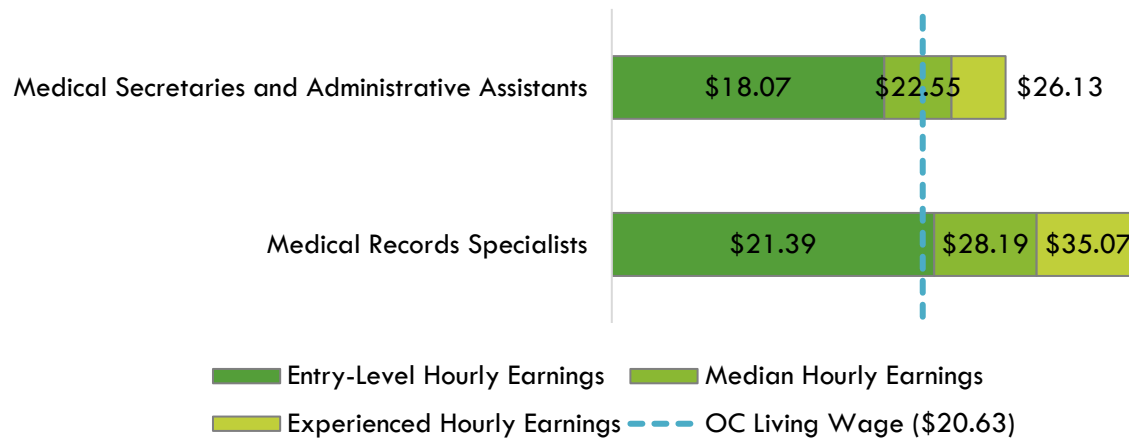 Medical Secretaries and Administrative Assistants $18.07 $22.55 $26.13
Medical Records Specialists $21.39 $28.19 $35.07
Entry-Level Hourly Earnings Median Hourly Earnings
Experienced Hourly Earnings OC Living Wage ($20.63)